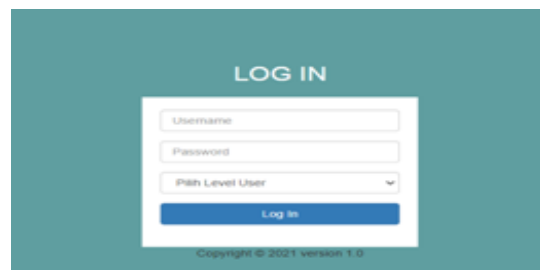 LOG IN
Username
Password
Pilih Level User
Log In
Copyright © 2021 version 1.0